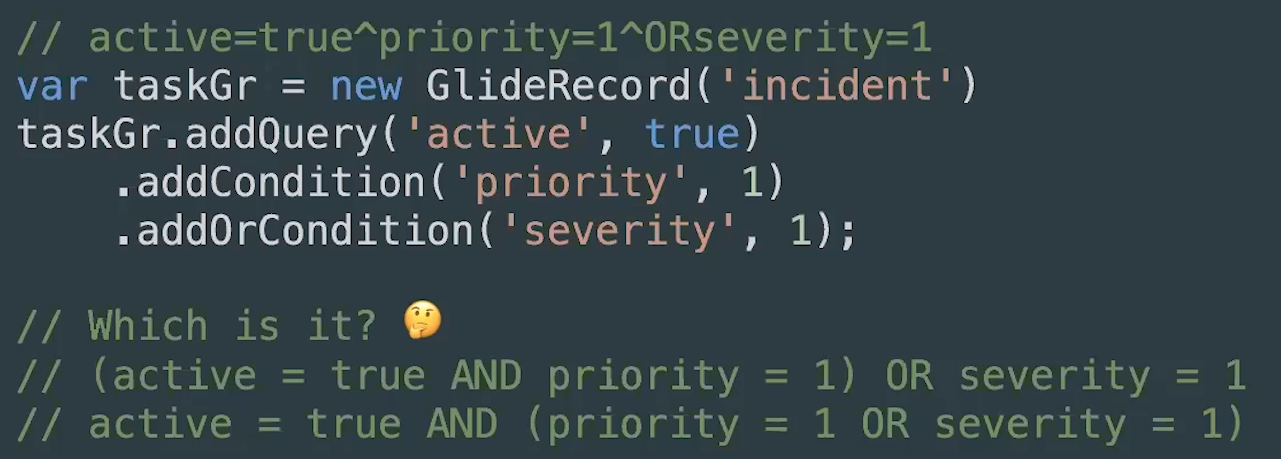 // active=true^priority=1^ORseverity=1
var taskGr = new GlideRecord('incident')
taskGr.addQuery('active', true)
    .addCondition('priority', 1)
    .addOrCondition('severity', 1);

// Which is it? 🤔
// (active = true AND priority = 1) OR severity = 1
// active = true AND (priority = 1 OR severity = 1)